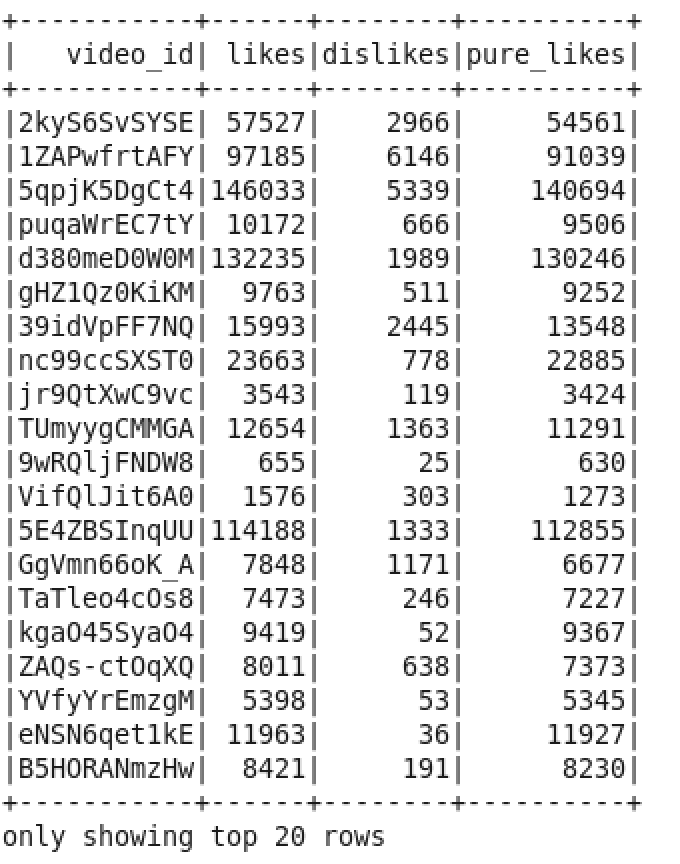 +-----------+------+--------+----------+
|   video_id| likes|dislikes|pure_likes|
+-----------+------+--------+----------+
|2kyS6SvSYSE| 57527|    2966|     54561|
|1ZAPwfrtAFY| 97185|    6146|     91039|
|5qpjK5DgCt4|146033|    5339|    140694|
|puqaWrEC7tY| 10172|     666|      9506|
|d380meD0W0M|132235|    1989|    130246|
|gHZ1Qz0KiKM|  9763|     511|      9252|
|39idVpFF7NQ| 15993|    2445|     13548|
|nc99ccSXST0| 23663|     778|     22885|
|jr9QtXwC9vc|  3543|     119|      3424|
|TUmyygCMMGA| 12654|    1363|     11291|
|9wRQljFNDW8|   655|      25|       630|
|VifQlJit6A0|  1576|     303|      1273|
|5E4ZBSInqUU|114188|    1333|    112855|
|GgVmn66oK_A|  7848|    1171|      6677|
|TaTleo4cOs8|  7473|     246|      7227|
|kgaO45SyaO4|  9419|      52|      9367|
|ZAQs-ctOqXQ|  8011|     638|      7373|
|YVfyYrEmzgM|  5398|      53|      5345|
|eNSN6qet1kE| 11963|      36|     11927|
|B5HORANmzHw|  8421|     191|      8230|
+-----------+------+--------+----------+
only showing top 20 rows